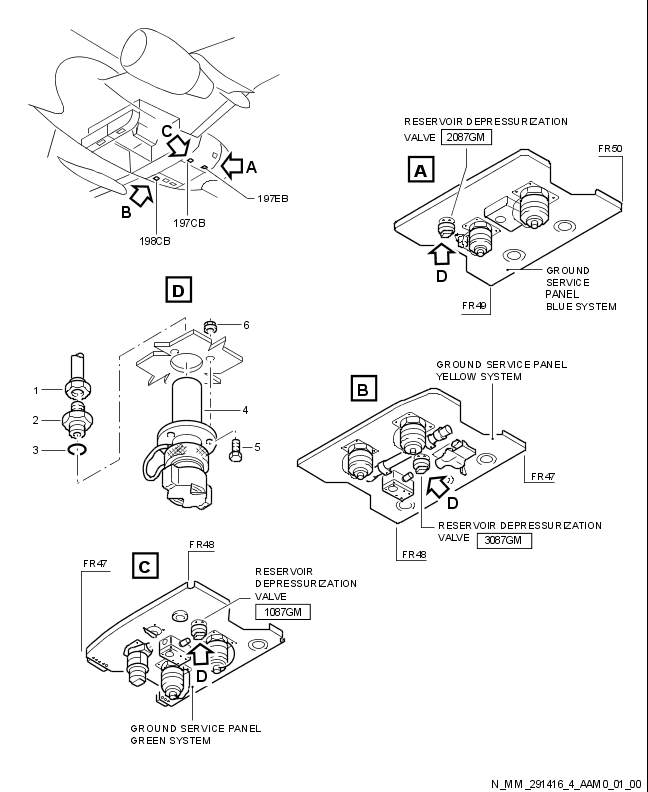 C
A
B
197EB
197CB
198CB
RESERVOIR DEPRESSURIZATION
VALVE 2087GM
A
FR50
D
FR49
GROUND
SERVICE
PANEL
BLUE SYSTEM
D
6
1
2
3
4
5
GROUND SERVICE PANEL
YELLOW SYSTEM
B
FR47
D
RESERVOIR DEPRESSURIZATION
VALVE 3087GM
FR48
C
FR48
FR47
RESERVOIR
DEPRESSURIZATION
VALVE
1087GM
D
GROUND SERVICE PANEL
GREEN SYSTEM
N_MM_291416_4_AAM0_01_00